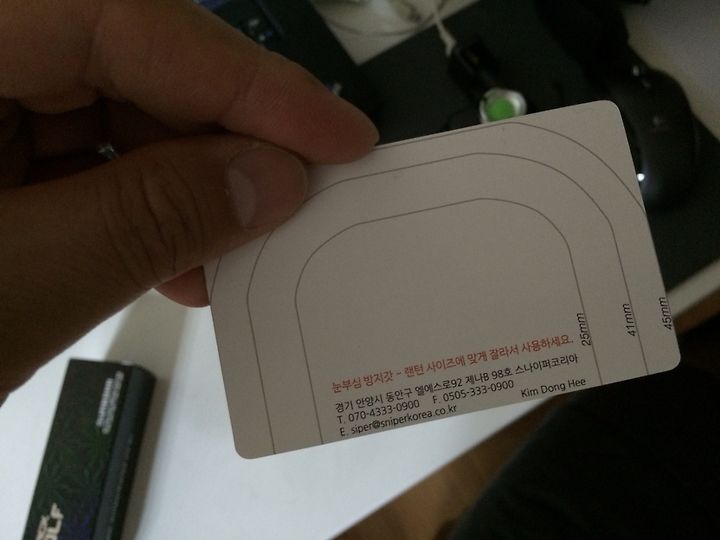 25mm
41mm
45mm
눈부심 방지갓 - 랜턴 사이즈에 맞게 잘라서 사용하세요.
경기 안양시 동안구 엘에스로92 제나B 98호 스나이퍼코리아
T. 070-4333-0900 F. 0505-333-0900 Kim Dong Hee
E. siper@sniperkorea.co.kr